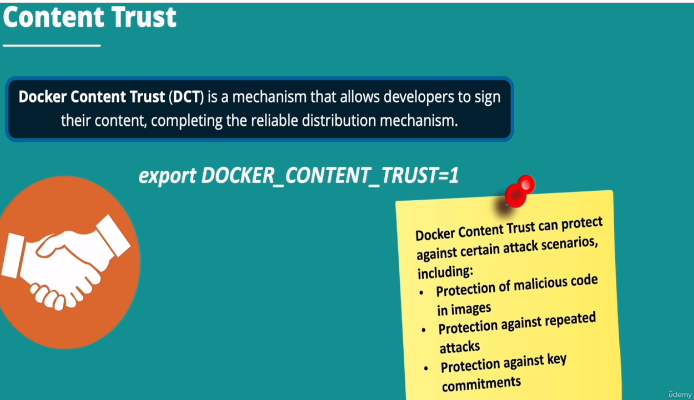 Content Trust
Docker Content Trust (DCT) is a mechanism that allows developers to sign
their content, completing the reliable distribution mechanism.
export DOCKER_CONTENT_TRUST=1
Docker Content Trust can protect
against certain attack scenarios,
including:
• Protection of malicious code
in images
• Protection against repeated
attacks
• Protection against key
commitments
ûdemy